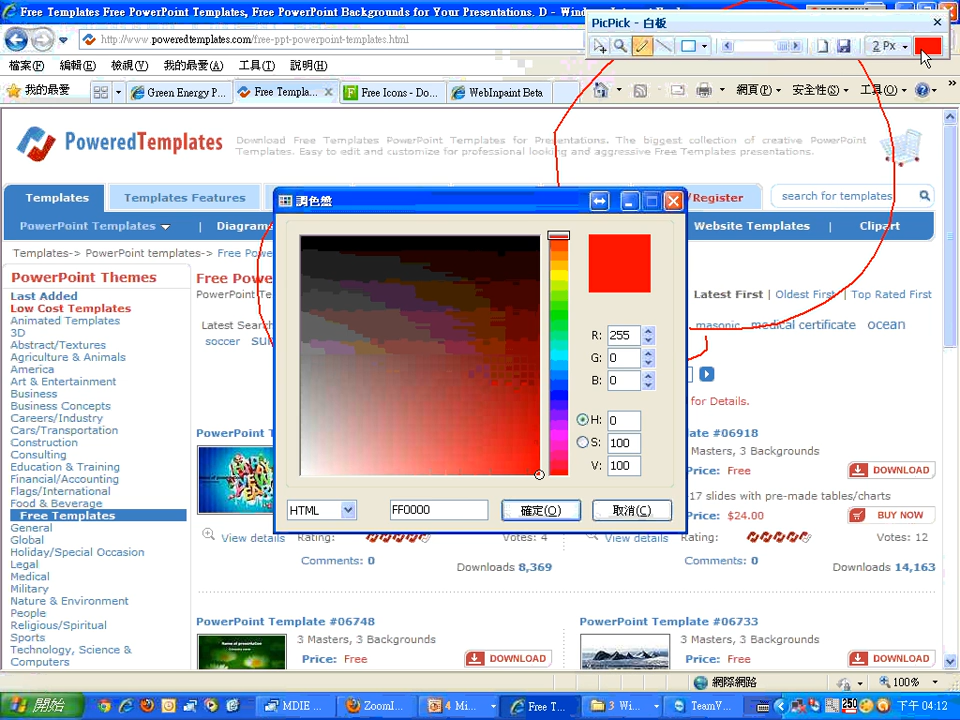 Free Templates Free PowerPoint Templates, Free PowerPoint Backgrounds for Your Presentations. D - Win
PicPick - 白板
http://www.poweredtemplates.com/free-ppt-powerpoint-templates.html
2 Px
檔案(F) 編輯(E) 檢視(V) 我的最愛(A) 工具(T) 說明(H)
我的最愛 Green Energy P... Free Templa... Free Icons - Do... WebInpaint Beta 網頁(P) 安全性(S) 工具(O)
PoweredTemplates
Download Free Templates PowerPoint Templates for Presentations. The biggest collection of creative PowerPoint
Templates. Easy to edit and customize for professional looking and aggressive Free Templates presentations.
Templates Templates Features /Register search for templates
調色盤
PowerPoint Templates | Diagrams Website Templates | Clipart
Templates-> PowerPoint templates-> Free Pow
PowerPoint Themes
Free Pow
Last Added
PowerPoint Te
Latest First | Oldest First | Top Rated First
Low Cost Templates
Animated Templates
Latest Search
masonic medical certificate ocean
3D
soccer
Abstract/Textures
Agriculture & Animals
America
Art & Entertainment
Business
Business Concepts
for Details.
Careers/Industry
Cars/Transportation
Construction
Consulting
Education & Training
Financial/Accounting
Flags/International
Food & Beverage
Free Templates
General
Global
Holiday/Special Occasion
Legal
Medical
Military
Nature & Environment
People
Religious/Spiritual
Sports
Technology, Science &
Computers
R: 255
G: 0
B: 0
H: 0
S: 100
V: 100
HTML FF0000 確定(O) 取消(C)
PowerPoint T
late #06918
Masters, 3 Backgrounds
Price: Free DOWNLOAD
17 slides with pre-made tables/charts
Price: $24.00 BUY NOW
View details Rating: Votes: 4
View details Rating: Votes: 12
Comments: 0 Downloads 8,369
Comments: 0 Downloads 14,163
PowerPoint Template #06748
3 Masters, 3 Backgrounds
Price: Free DOWNLOAD
PowerPoint Template #06733
3 Masters, 3 Backgrounds
Price: Free DOWNLOAD
網際網路 100%
開始 MDIE ... ZoomI... 4 Mi... Free T... 3 Wi... TeamV... 250 下午 04:12